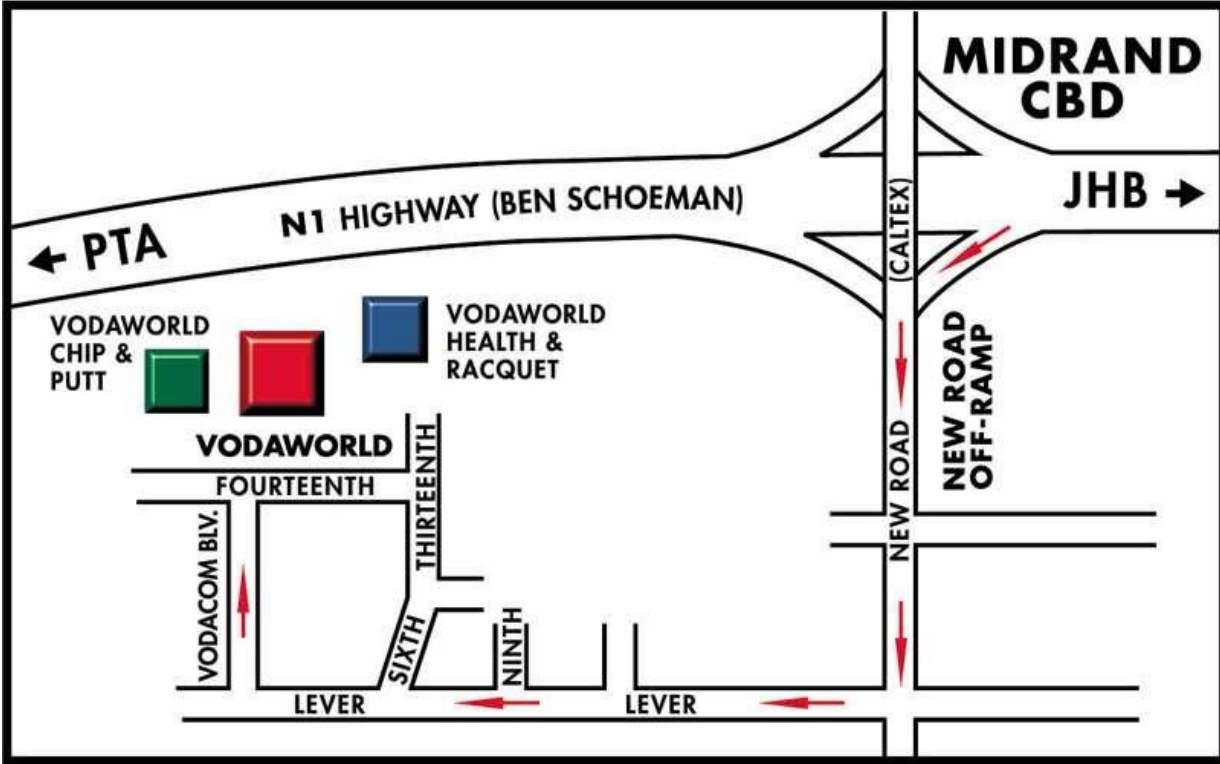 MIDRAND
CBD
JHB
N1 HIGHWAY (BEN SCHOEMAN)
PTA
(CALTEX)
VODAWORLD
CHIP &
PUTT
VODAWORLD
HEALTH &
RACQUET
NEW ROAD
OFF-RAMP
VODAWORLD
FOURTEENTH
THIRTEENTH
NEW ROAD
VODACOM BLV.
SIXTH
NINTH
LEVER
LEVER